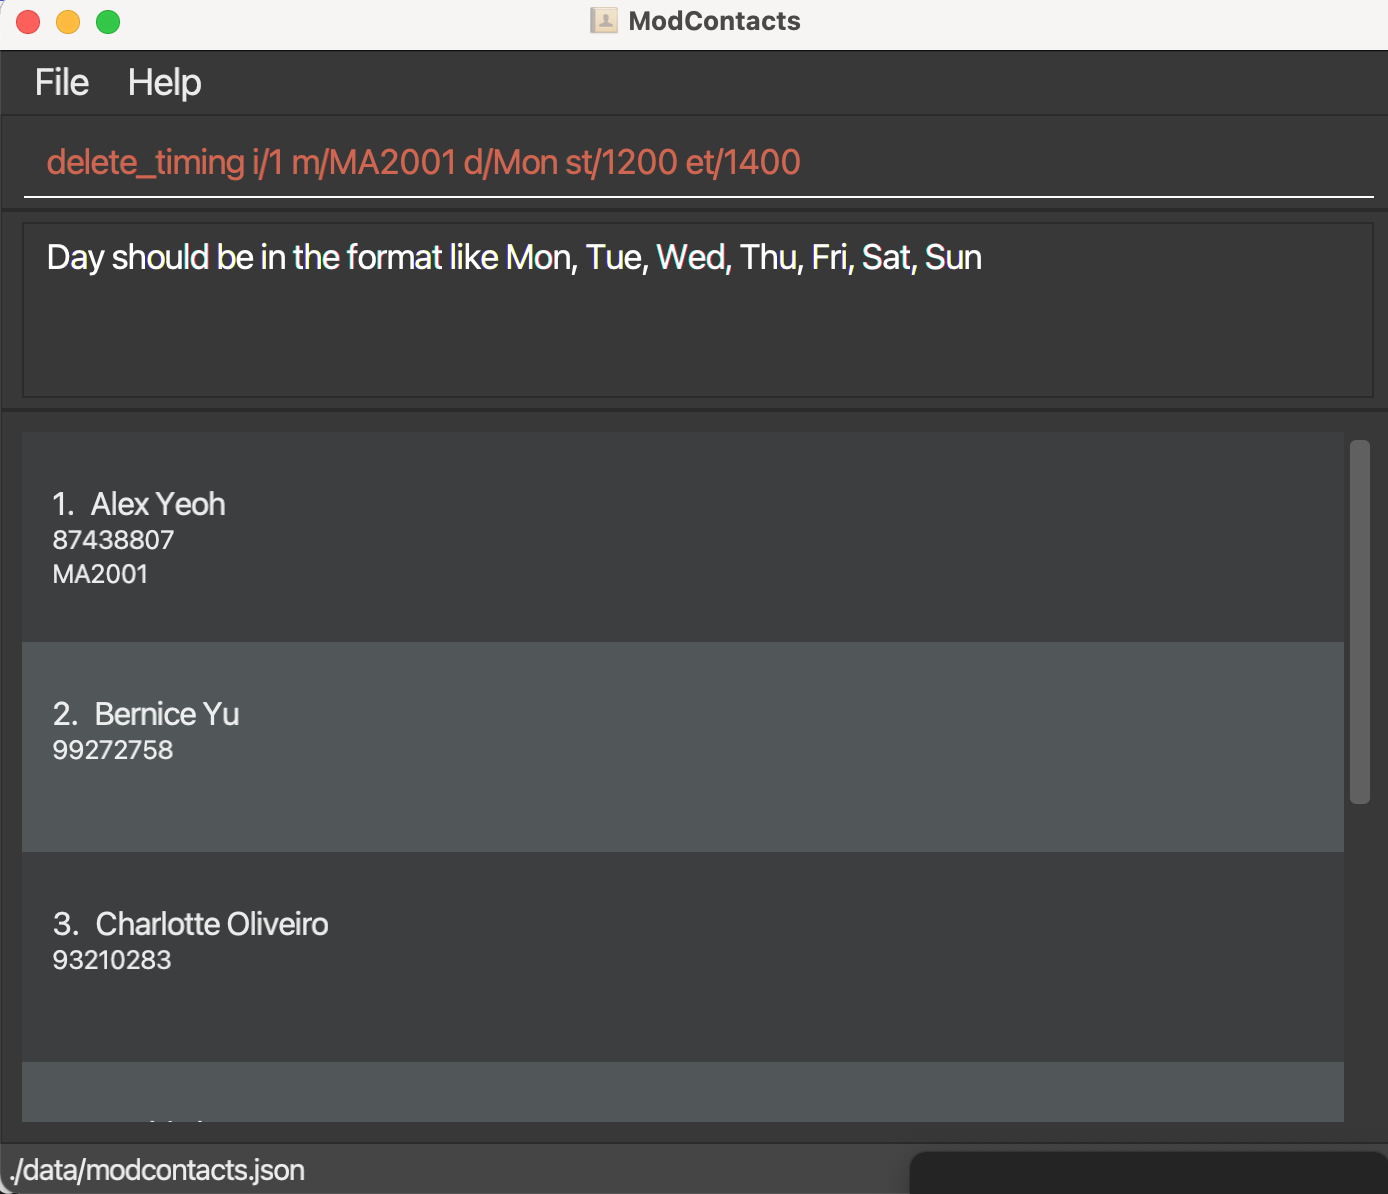 ModContacts
File Help
delete_timing i/1 m/MA2001 d/Mon st/1200 et/1400
Day should be in the format like Mon, Tue, Wed, Thu, Fri, Sat, Sun
1. Alex Yeoh
87438807
MA2001
2. Bernice Yu
99272758
3. Charlotte Oliveiro
93210283
./data/modcontacts.json